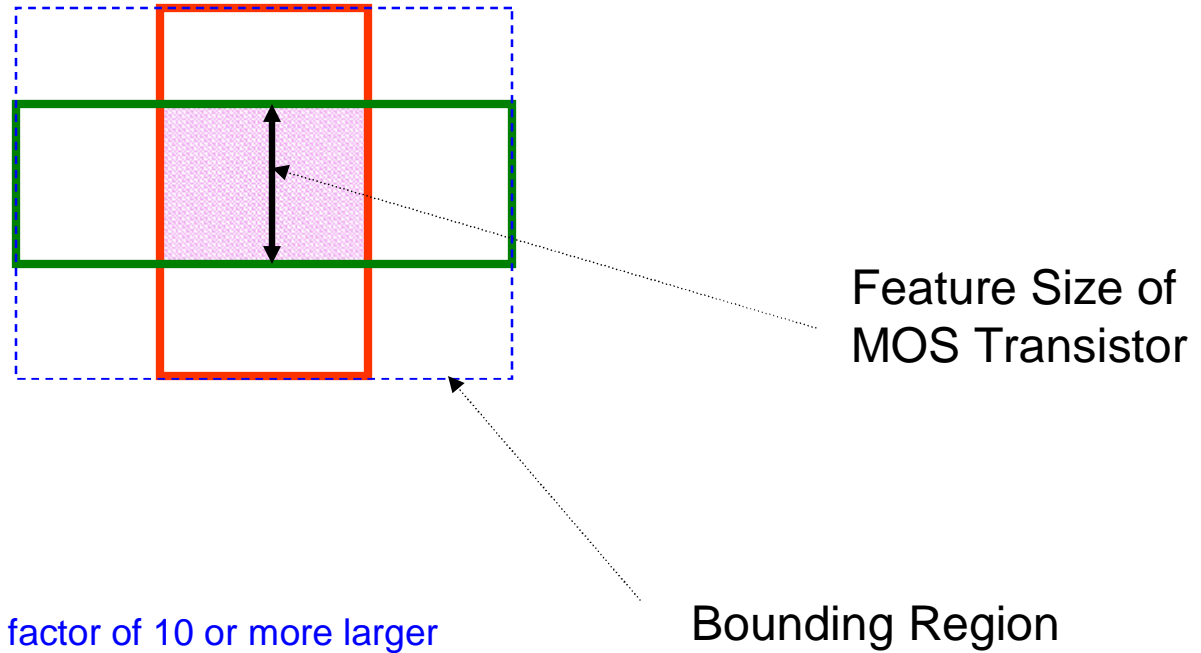 Feature Size of
MOS Transistor
Bounding Region
factor of 10 or more larger